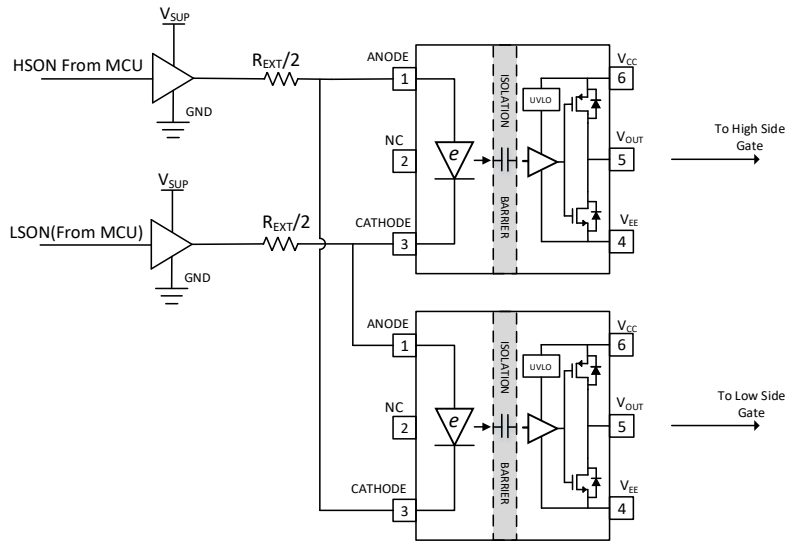 VSUP
HSON From MCU
GND
REXT/2
ANODE
1
NC
2
CATHODE
3
e
ISOLATION
BARRIER
UVLO
VCC
6
VOUT
5
VEE
4
To High Side
Gate
VSUP
LSON(From MCU)
GND
REXT/2
ANODE
1
NC
2
CATHODE
3
e
ISOLATION
BARRIER
UVLO
VCC
6
VOUT
5
VEE
4
To Low Side
Gate